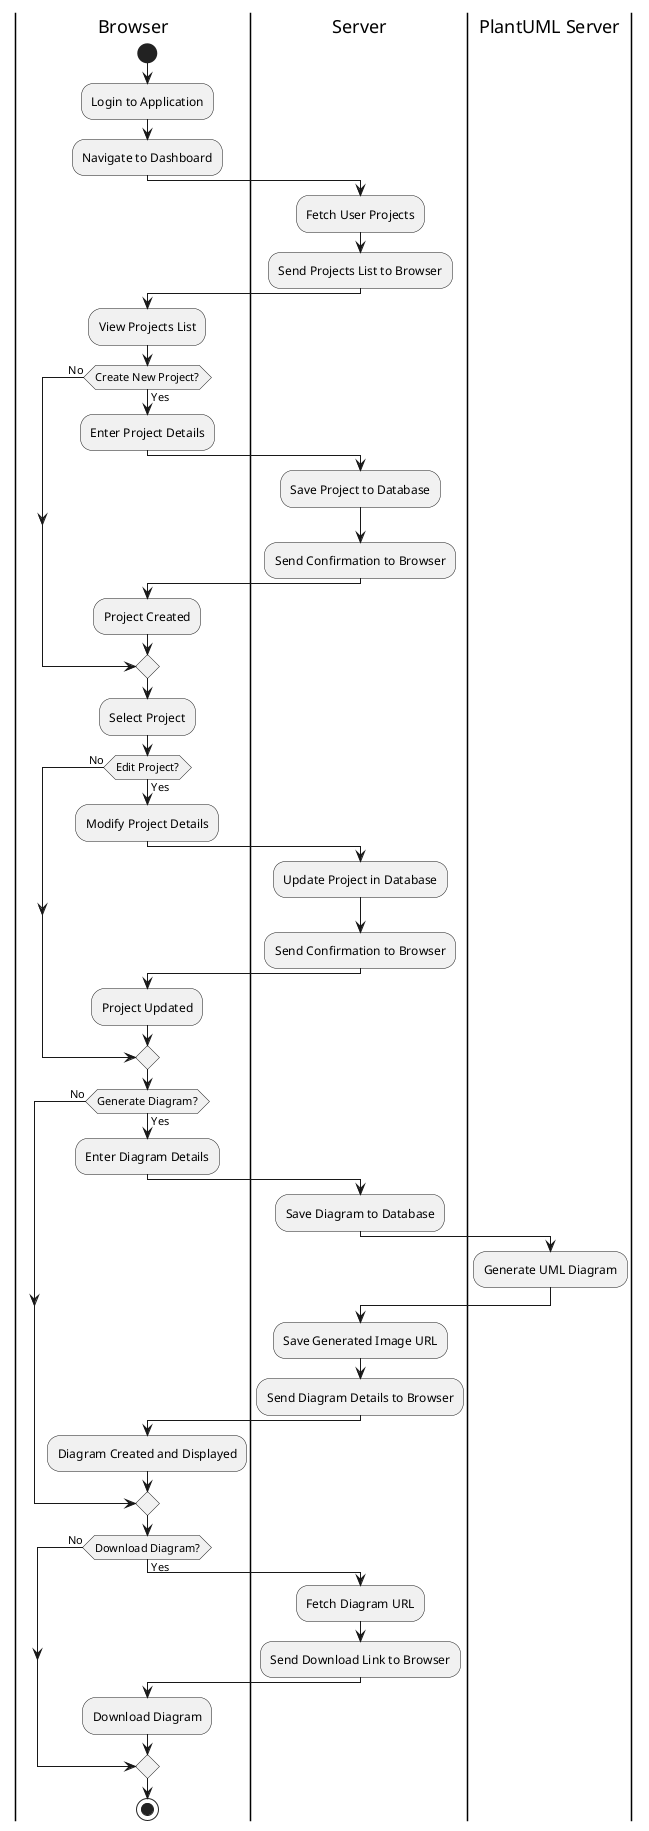 Browser
Server
PlantUML Server
Login to Application
Navigate to Dashboard
Fetch User Projects
Send Projects List to Browser
View Projects List
No
Create New Project?
Yes
Enter Project Details
Save Project to Database
Send Confirmation to Browser
Project Created
Select Project
No
Edit Project?
Yes
Modify Project Details
Update Project in Database
Send Confirmation to Browser
Project Updated
No
Generate Diagram?
Yes
Enter Diagram Details
Save Diagram to Database
Generate UML Diagram
Save Generated Image URL
Send Diagram Details to Browser
Diagram Created and Displayed
No
Download Diagram?
Yes
Fetch Diagram URL
Send Download Link to Browser
Download Diagram